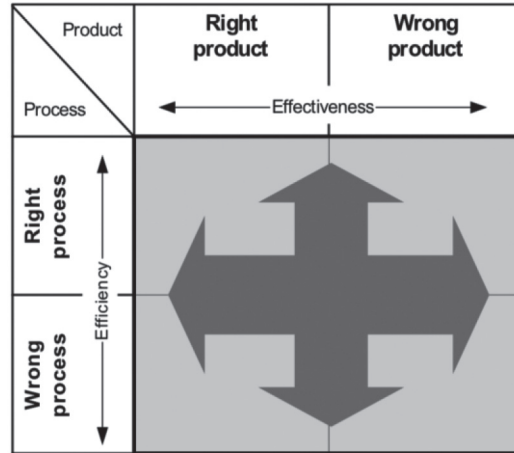 Product
Right
product
Wrong
product
Process
Effectiveness
Right
process
Efficiency
Wrong
process